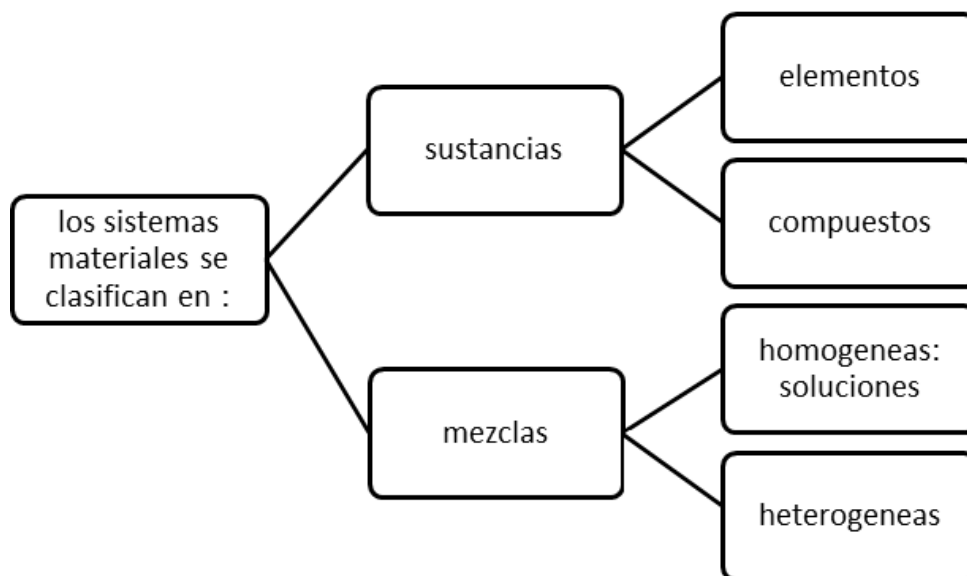 los sistemas
materiales se
clasifican en :
sustancias
elementos
compuestos
mezclas
homogeneas:
soluciones
heterogeneas